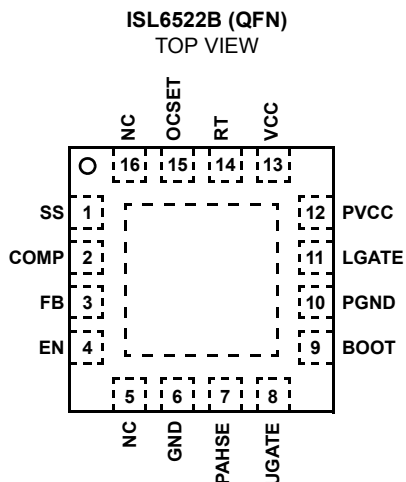 ISL6522B (QFN)
TOP VIEW
NC
OCSET
RT
VCC
16
15
14
13
SS
1
12
PVCC
COMP
2
11
LGATE
FB
3
10
PGND
EN
4
9
BOOT
5
6
7
8
NC
GND
PAHSE
UGATE